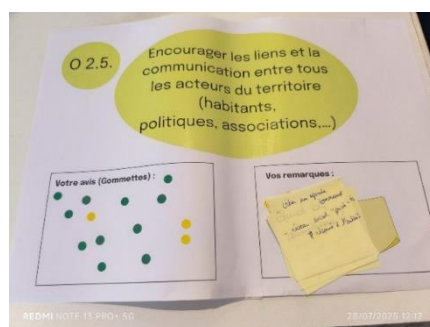 O 2.5.
Encourager les liens et la
communication entre tous
les acteurs du territoire
(habitants,
politiques, associations,...)
Votre avis (Gommettes) :
Vos remarques :
REDMI NOTE 13 PRO+ 5G
28/07/2025 12:12